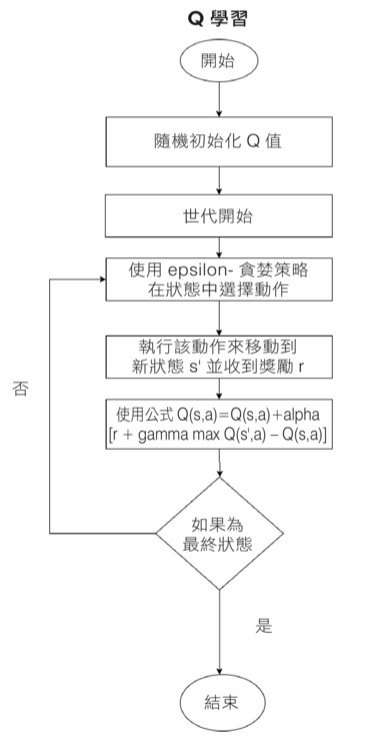 Q 學習
開始
隨機初始化 Q 值
世代開始
使用 epsilon- 貪婪策略
在狀態中選擇動作
執行該動作來移動到
新狀態 s' 並收到獎勵 r
使用公式 Q(s,a)=Q(s,a)+alpha
[r + gamma max Q(s',a) – Q(s,a)]
否
如果為
最終狀態
是
結束